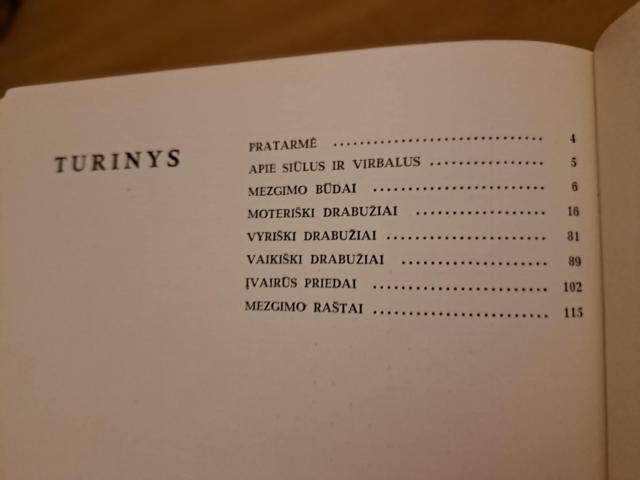 TURINYS
PRATARMĖ 4
APIE SIŪLUS IR VIRBALUS 5
MEZGIMO BŪDAI 6
MOTERIŠKI DRABUŽIAI 16
VYRIŠKI DRABUŽIAI 81
VAIKIŠKI DRABUŽIAI 89
ĮVAIRŪS PRIEDAI 102
MEZGIMO RAŠTAI 115